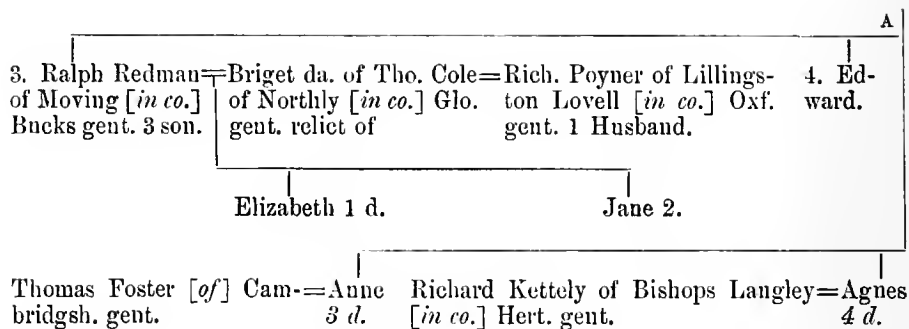 A
3. Ralph Redman=Briget da. of Tho. Cole=Rich. Poyner of Lillings- 4. Ed-
of Moving [in co.] of Northly [in co.] Glo. ton Lovell [in co.] Oxf. ward.
Bucks gent. 3 son. gent. relict of gent. 1 Husband.
Elizabeth 1 d. Jane 2.
Thomas Foster [of] Cam-=Anne Richard Kettely of Bishops Langley=Agnes
bridgsh. gent. 3 d. [in co.] Hert. gent. 4 d.